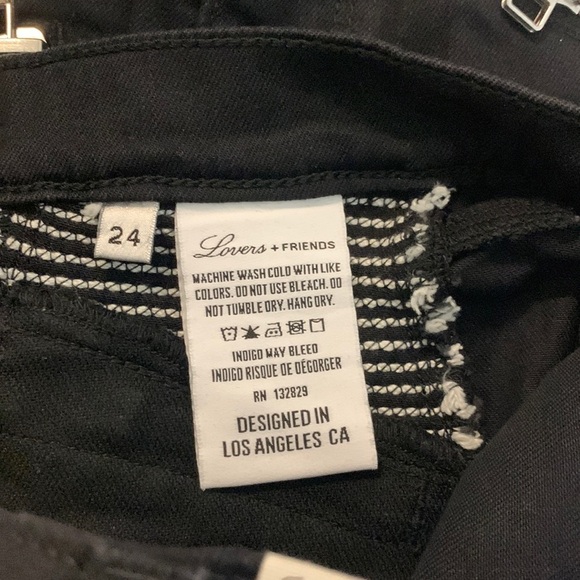 24
Lovers + FRIENDS
MACHINE WASH COLD WITH LIKE
COLORS. DO NOT USE BLEACH. DO
NOT TUMBLE DRY. HANG DRY.
INDIGO MAY BLEED
INDIGO RISQUE DE DÉGORGER
RN 132829
DESIGNED IN
LOS ANGELES CA